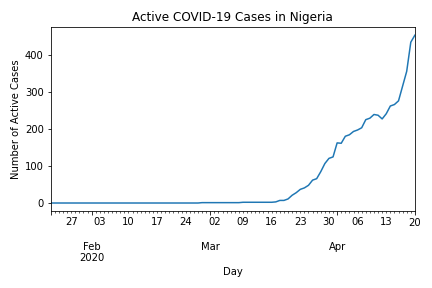 Active COVID-19 Cases in Nigeria
Number of Active Cases
400
300
200
100
0
27 03 10 17 24 02 09 16 23 30 06 13 20
Feb Mar Apr
2020
Day